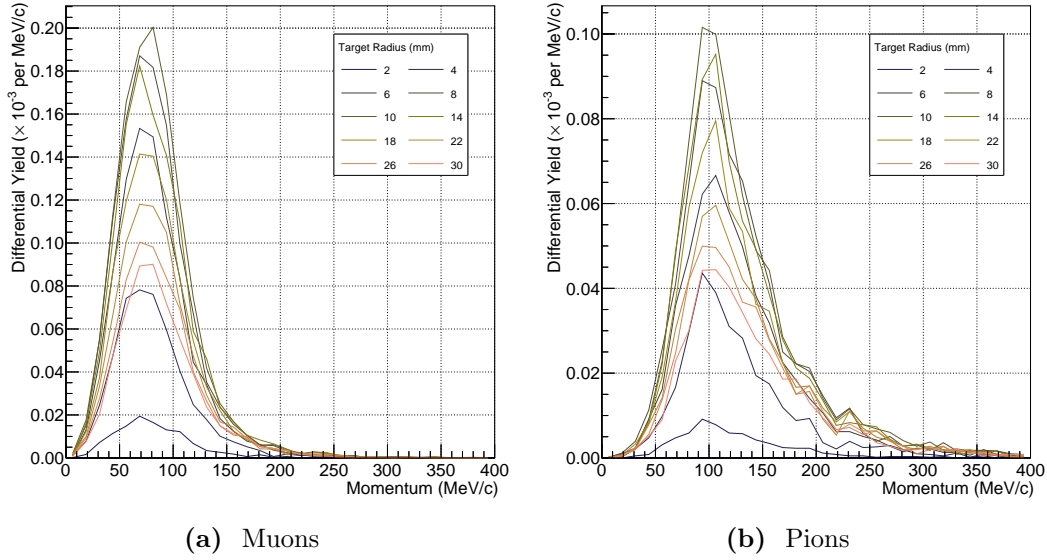 Differential Yield (× 10⁻³ per MeV/c)
0.20
0.18
0.16
0.14
0.12
0.10
0.08
0.06
0.04
0.02
0.00
Target Radius (mm)
2 4
6 8
10 14
18 22
26 30
0 50 100 150 200 250 300 350 400
Momentum (MeV/c)
(a) Muons
Differential Yield (× 10⁻³ per MeV/c)
0.10
0.08
0.06
0.04
0.02
0.00
Target Radius (mm)
2 4
6 8
10 14
18 22
26 30
0 50 100 150 200 250 300 350 400
Momentum (MeV/c)
(b) Pions